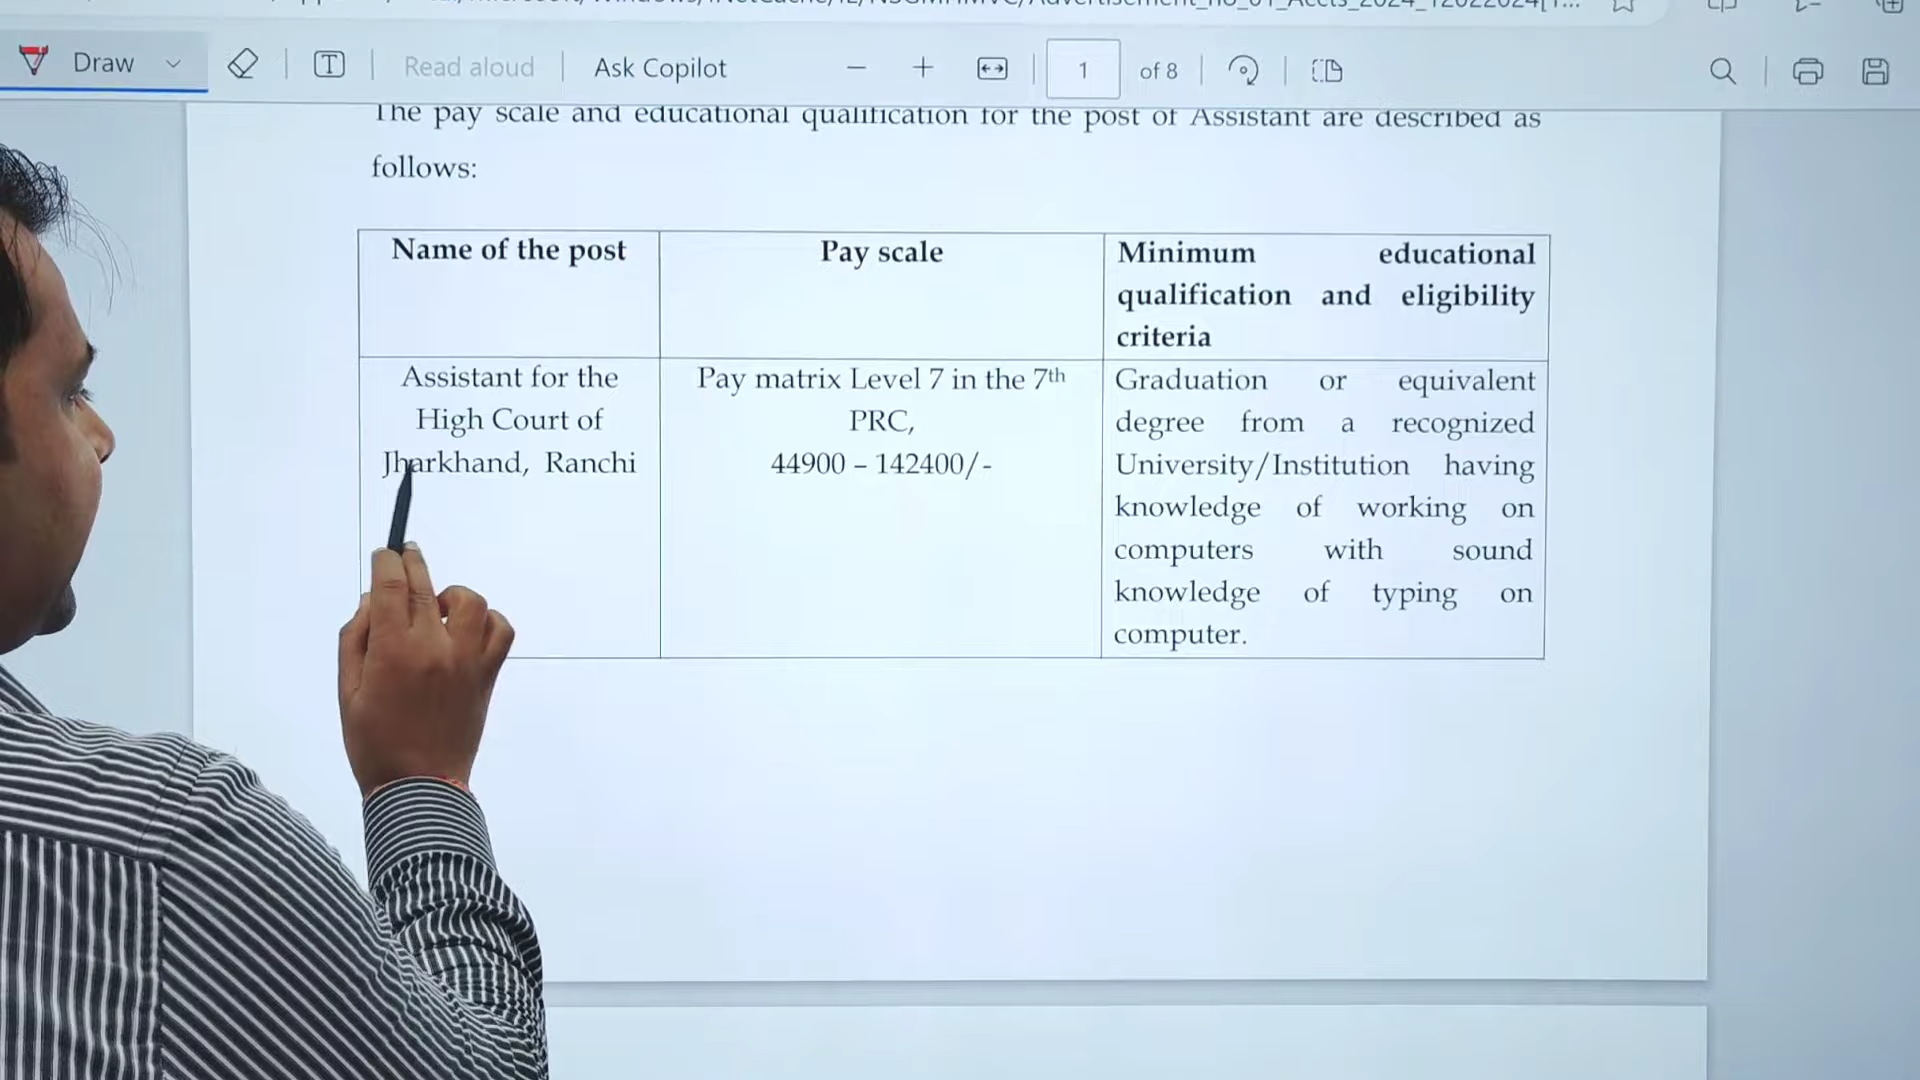 Advertisement_no_01_Accts_2024_12022024[1...
Draw
Read aloud
Ask Copilot
1
of 8
The pay scale and educational qualification for the post of Assistant are described as
follows:
Name of the post
Pay scale
Minimum educational
qualification and eligibility
criteria
Assistant for the
High Court of
Jharkhand, Ranchi
Pay matrix Level 7 in the 7th
PRC,
44900 – 142400/-
Graduation or equivalent
degree from a recognized
University/Institution having
knowledge of working on
computers with sound
knowledge of typing on
computer.